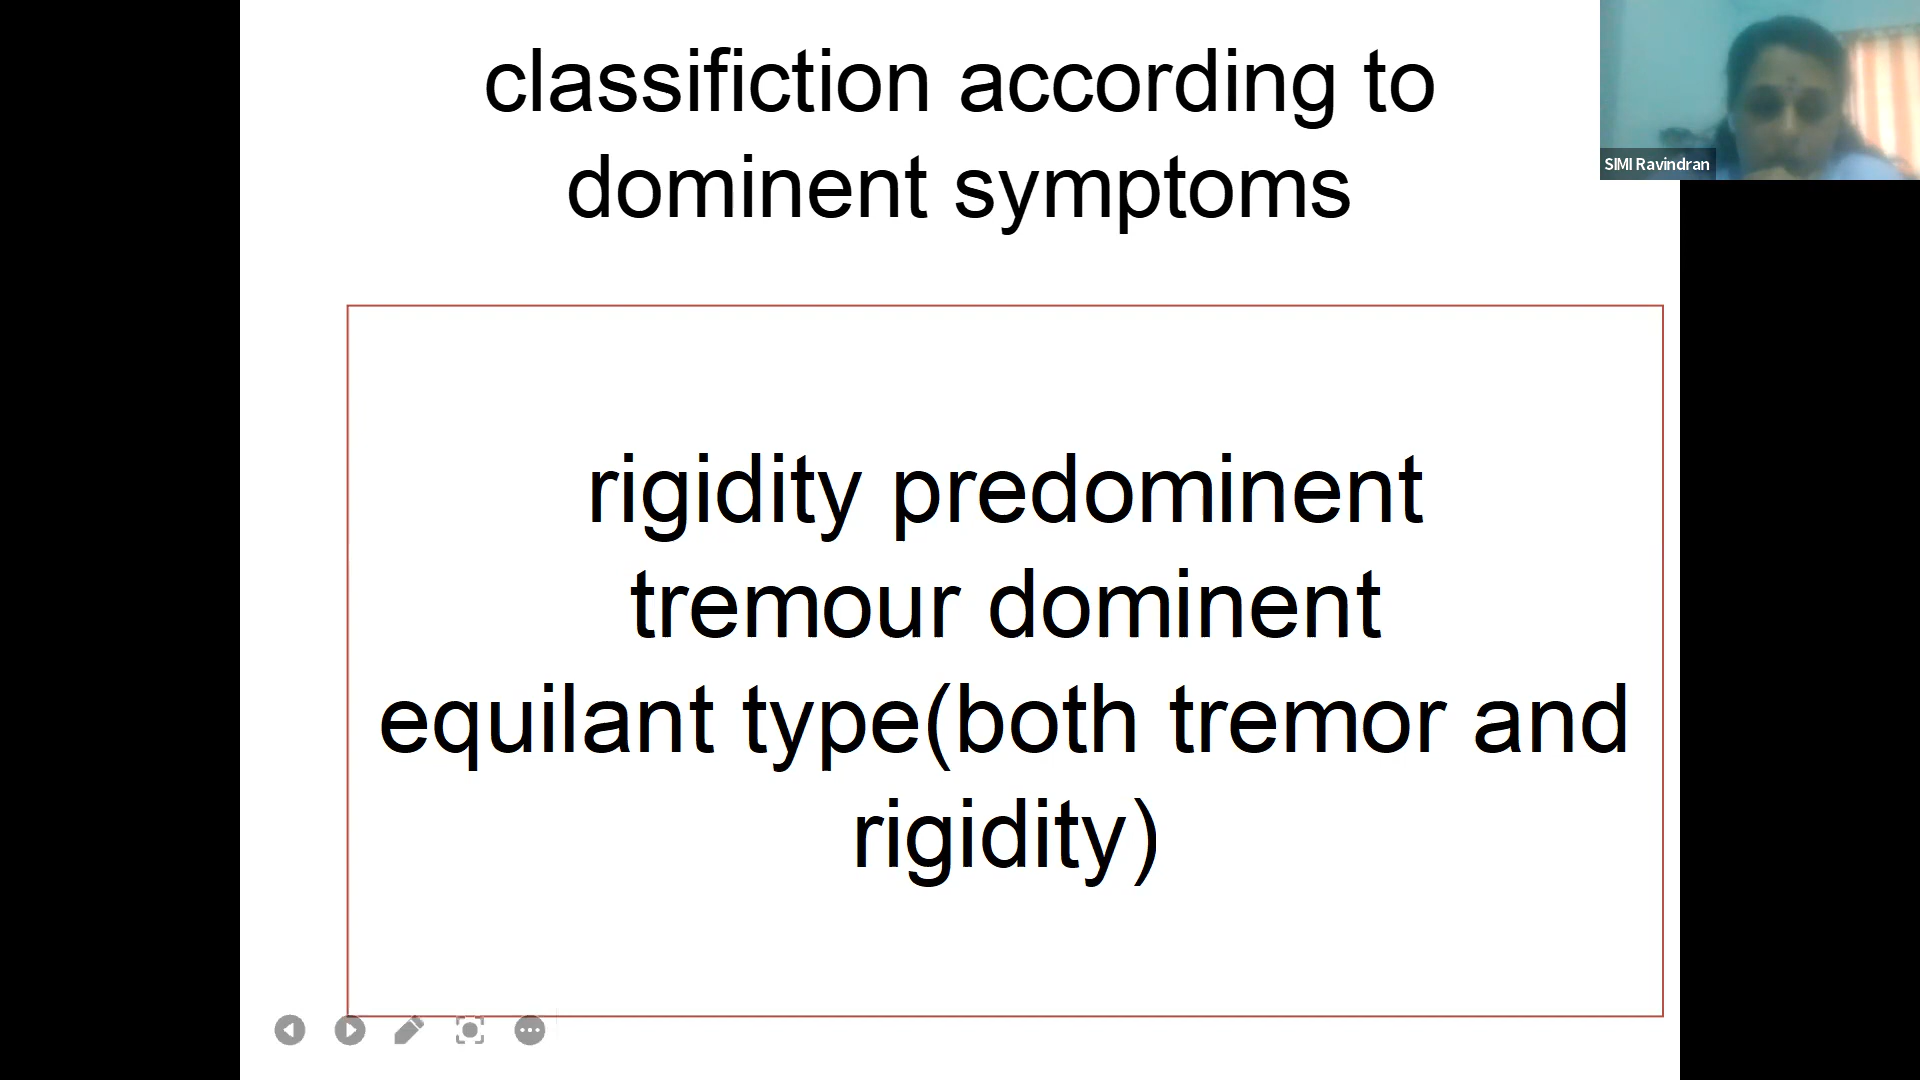 classifiction according to
dominent symptoms
SIMI Ravindran
rigidity predominent
tremour dominent
equilant type(both tremor and
rigidity)